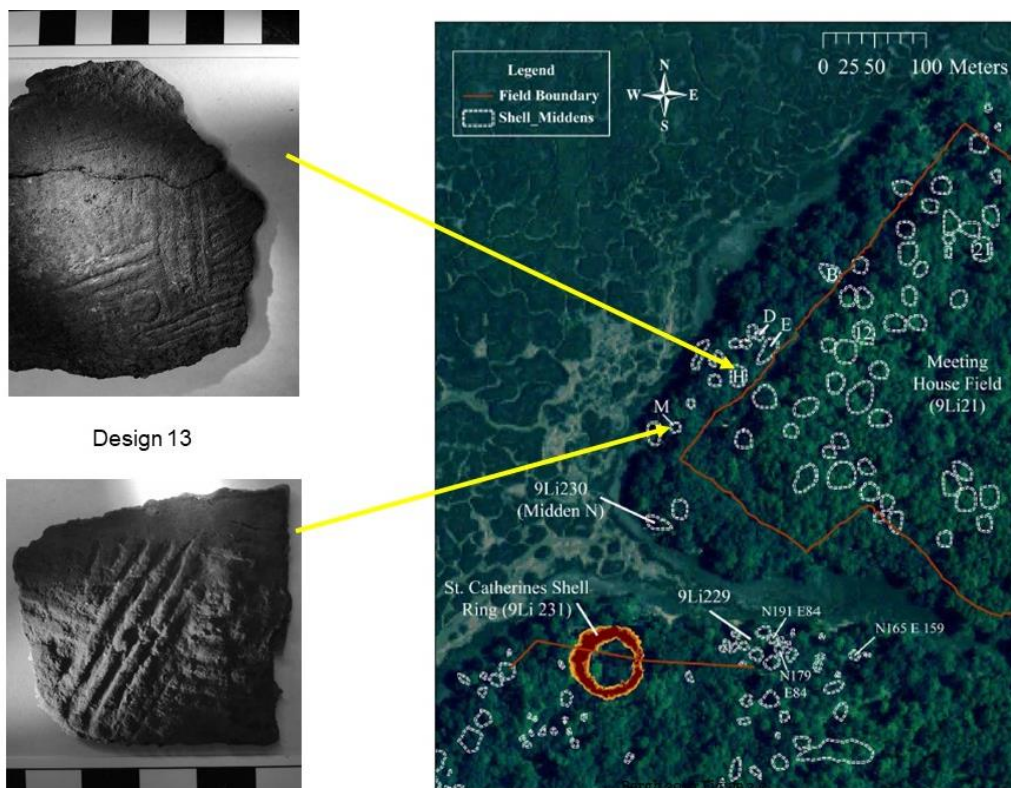 Design 13
Legend
Field Boundary
Shell_Middens
N
W E
S
0 25 50 100 Meters
21
B
D
E
12
H
Meeting
House Field
(9Li21)
M
9Li230
(Midden N)
St. Catherines Shell
Ring (9Li 231)
9Li229
N191 E84
N165 E 159
N179
E84